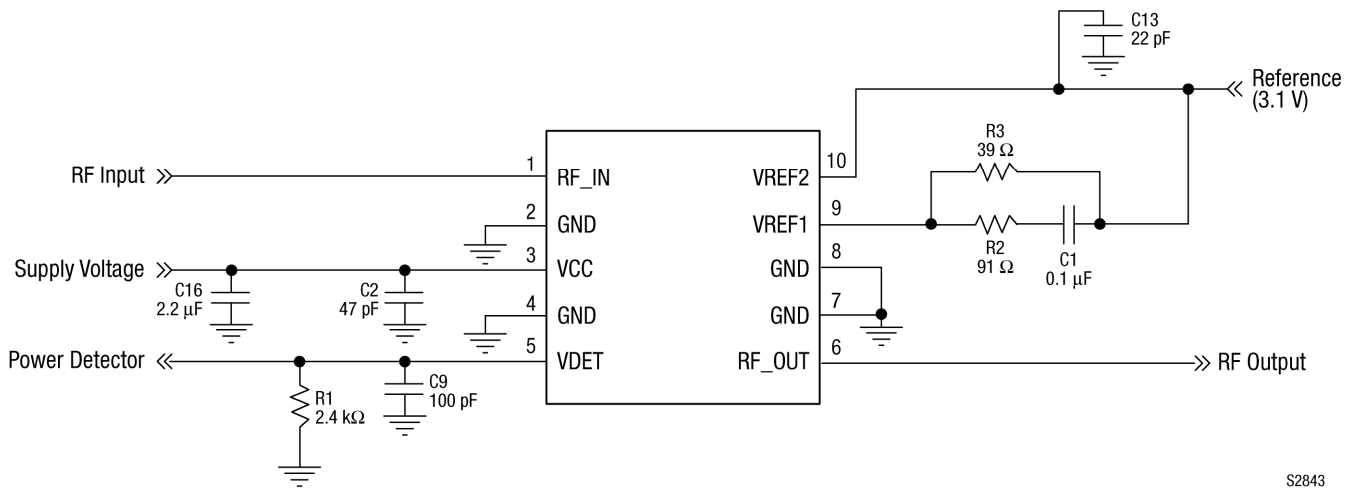 C13
22 pF
Reference
(3.1 V)
R3
39 Ω
RF Input
1
RF_IN
VREF2
10
2
GND
VREF1
9
R2
91 Ω
C1
0.1 μF
Supply Voltage
3
VCC
GND
8
C16
2.2 μF
C2
47 pF
4
GND
GND
7
Power Detector
5
VDET
RF_OUT
6
RF Output
R1
2.4 kΩ
C9
100 pF
S2843